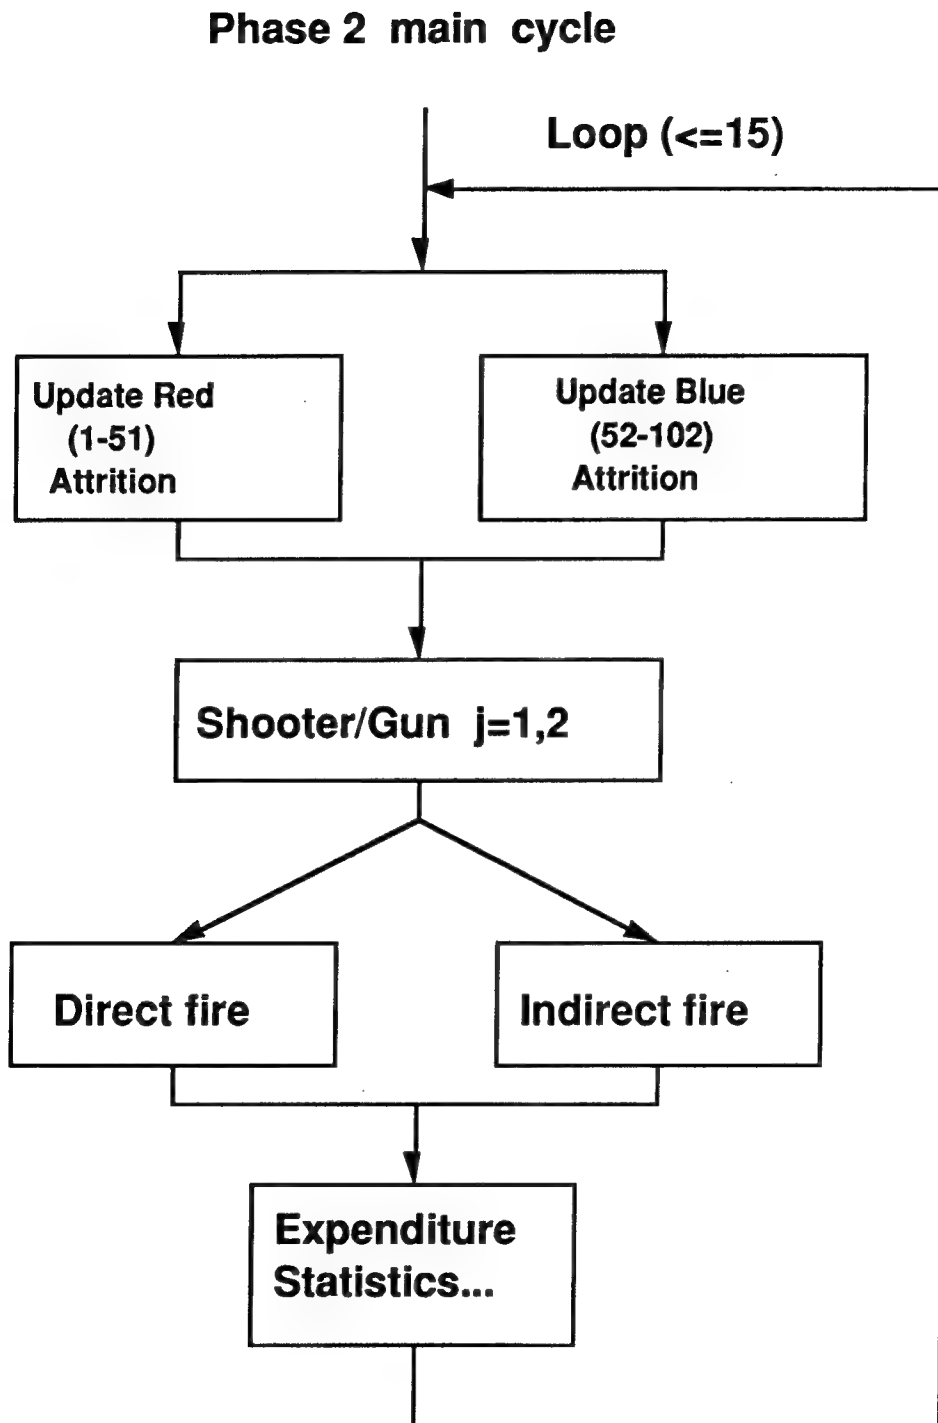 Phase 2 main cycle
Loop (<=15)
Update Red
(1-51)
Attrition
Update Blue
(52-102)
Attrition
Shooter/Gun j=1,2
Direct fire
Indirect fire
Expenditure
Statistics...